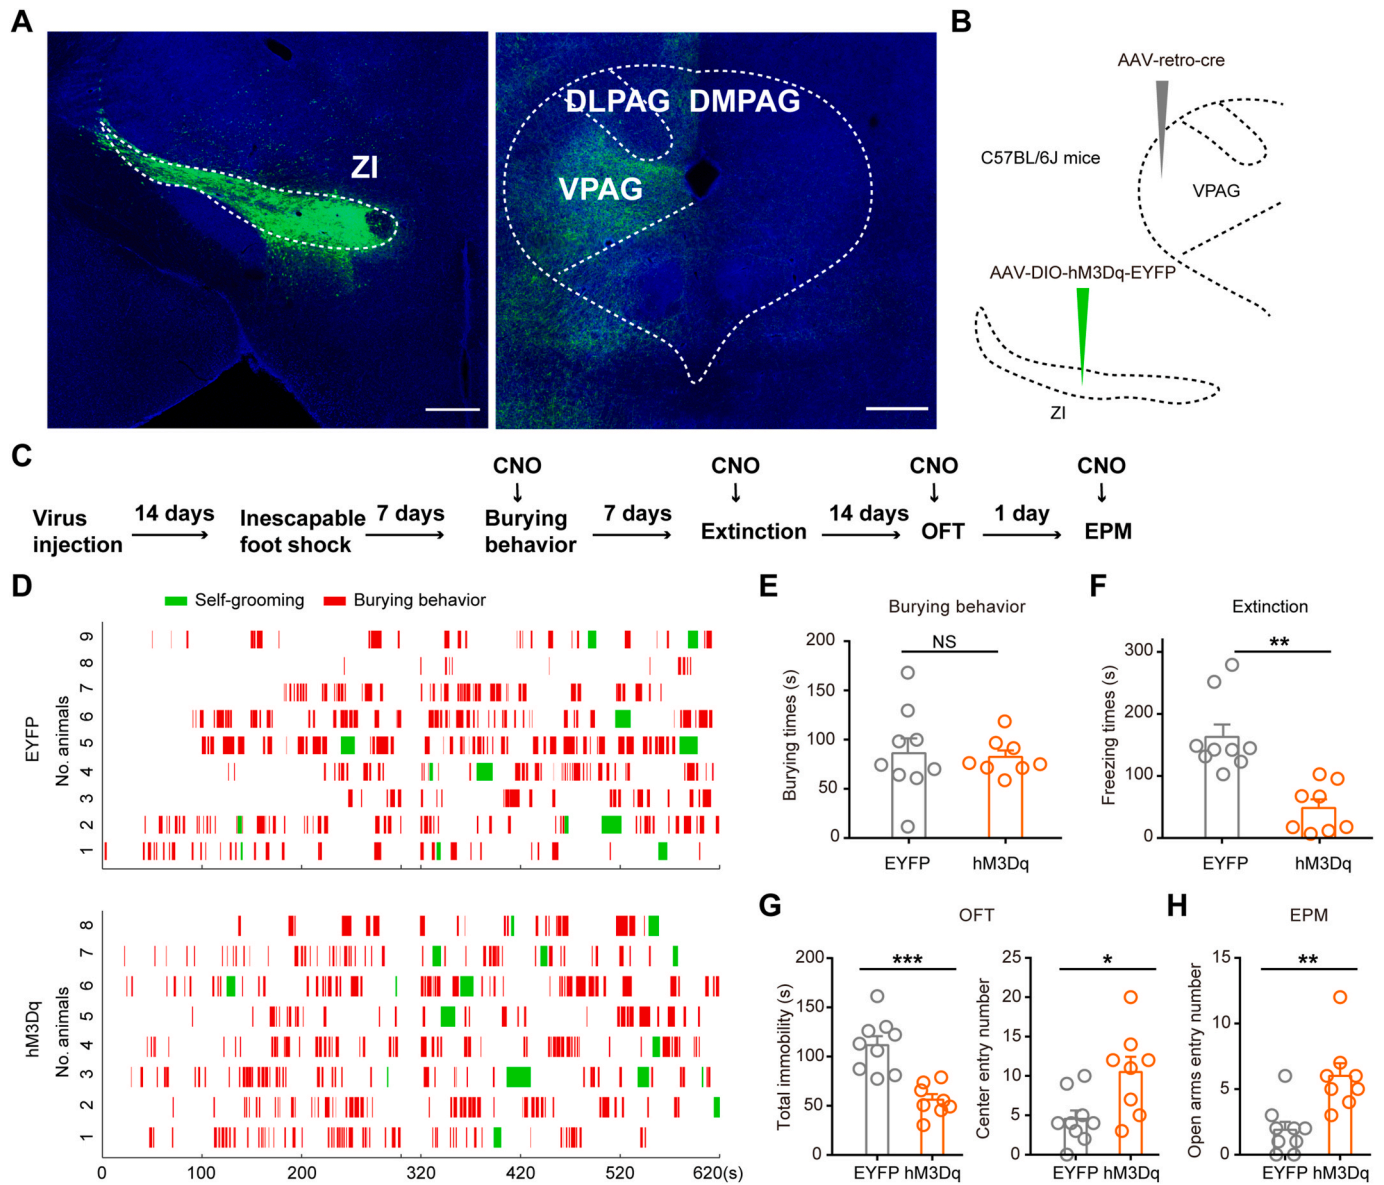 A
ZI
DLPAG DMPAG
VPAG
B
AAV-retro-cre
C57BL/6J mice
VPAG
AAV-DIO-hM3Dq-EYFP
ZI
C
CNO CNO CNO CNO
Virus injection
14 days
Inescapable foot shock
7 days
Burying behavior
7 days
Extinction
14 days
OFT
1 day
EPM
D
Self-grooming Burying behavior
EYFP
No. animals
9
8
7
6
5
4
3
2
1
hM3Dq
No. animals
8
7
6
5
4
3
2
1
0 100 200 320 420 520 620(s)
E
Burying behavior
NS
Burying times (s)
200
150
100
50
0
EYFP hM3Dq
F
Extinction
**
Freezing times (s)
300
200
100
0
EYFP hM3Dq
G
OFT
***
Total immobility (s)
200
150
100
50
0
EYFP hM3Dq
*
Center entry number
25
20
15
10
5
0
EYFP hM3Dq
H
EPM
**
Open arms entry number
15
10
5
0
EYFP hM3Dq